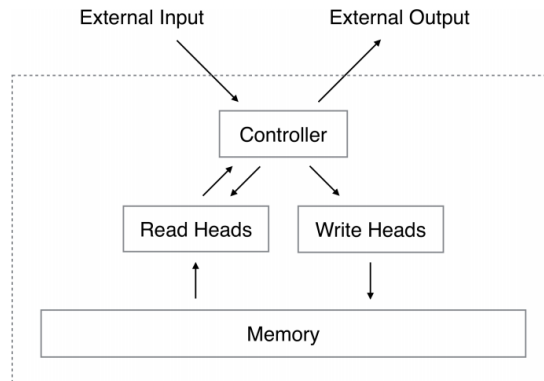 External Input
External Output
Controller
Read Heads
Write Heads
Memory